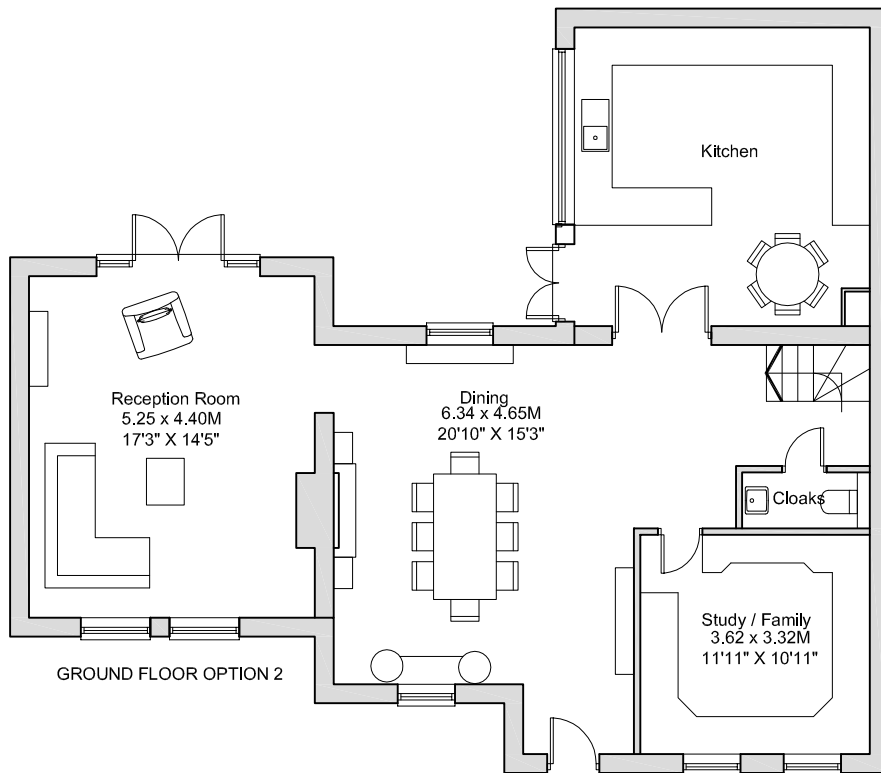 Kitchen
Reception Room
5.25 x 4.40M
17'3" X 14'5"
Dining
6.34 x 4.65M
20'10" X 15'3"
Cloaks
Study / Family
3.62 x 3.32M
11'11" X 10'11"
GROUND FLOOR OPTION 2